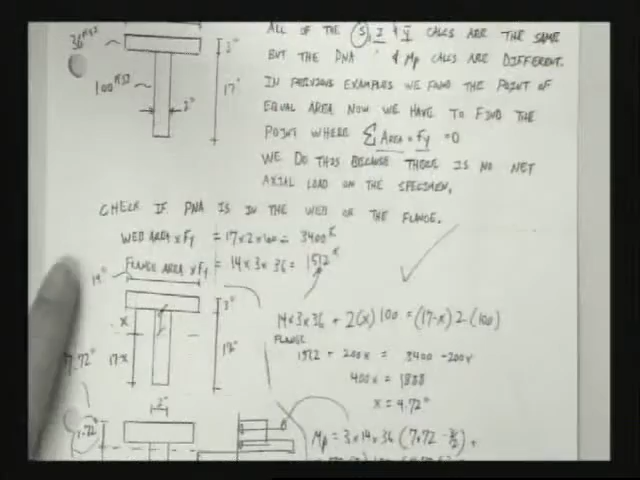 ALL OF THE S, I & Y CALCS ARE THE SAME
BUT THE PNA & Mp CALCS ARE DIFFERENT.
IN PREVIOUS EXAMPLES WE FIND THE POINT OF
EQUAL AREA NOW WE HAVE TO FIND THE
POINT WHERE ∑ AREA × Fy = 0
WE DO THIS BECAUSE THERE IS NO NET
AXIAL LOAD ON THE SPECIMEN.
36 KSI
3"
100 KSI
17"
2"
CHECK IF PNA IS IN THE WEB OR THE FLANGE.
WEB AREA x Fy = 17 x 2 x 100 = 3400 K
FLANGE AREA x Fy = 14 x 3 x 36 = 1512 K
14"
3"
x
17-x
7.72"
14 x 3 x 36 + 2(x) 100 = (17-x) 2 (100)
FLANGE
1512 + 200x = 3400 - 200x
400x = 1888
x = 4.72"
2"
Mp = 3 x 14 x 36 (7.72 - 3/2) +